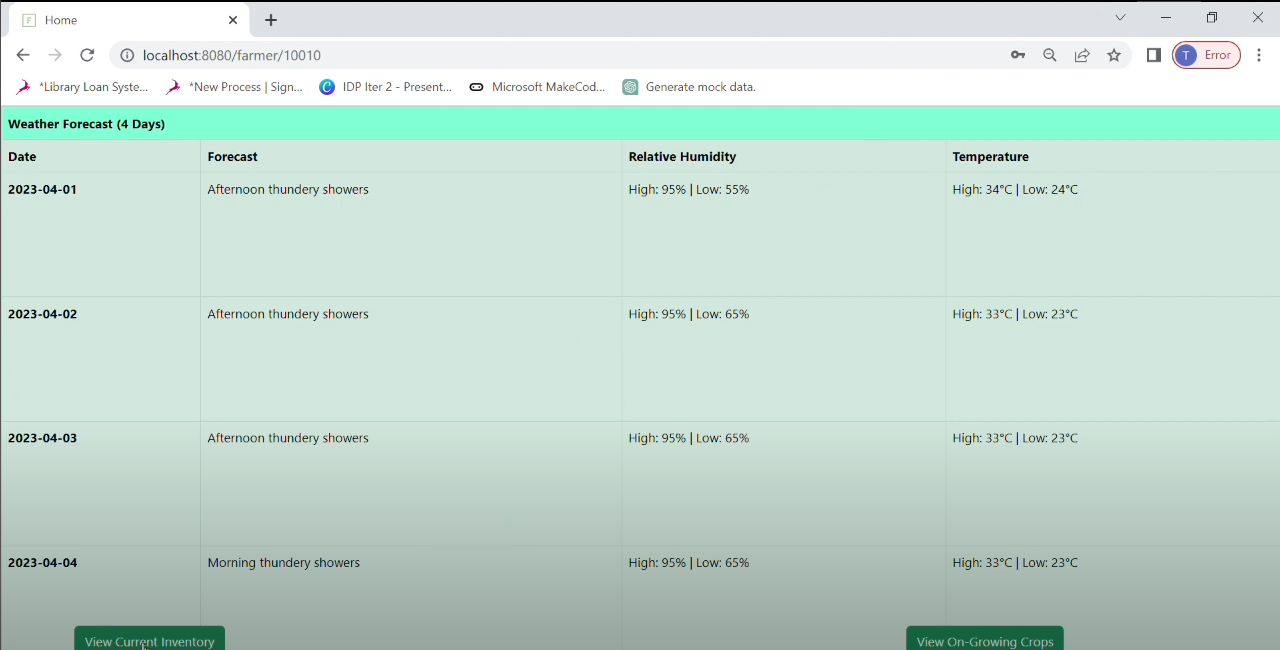 Home
localhost:8080/farmer/10010
T Error
*Library Loan Syste... *New Process | Sign... IDP Iter 2 - Present... Microsoft MakeCod... Generate mock data.
Weather Forecast (4 Days)
Date Forecast Relative Humidity Temperature
2023-04-01 Afternoon thundery showers High: 95% | Low: 55% High: 34°C | Low: 24°C
2023-04-02 Afternoon thundery showers High: 95% | Low: 65% High: 33°C | Low: 23°C
2023-04-03 Afternoon thundery showers High: 95% | Low: 65% High: 33°C | Low: 23°C
2023-04-04 Morning thundery showers High: 95% | Low: 65% High: 33°C | Low: 23°C
View Current Inventory View On-Growing Crops